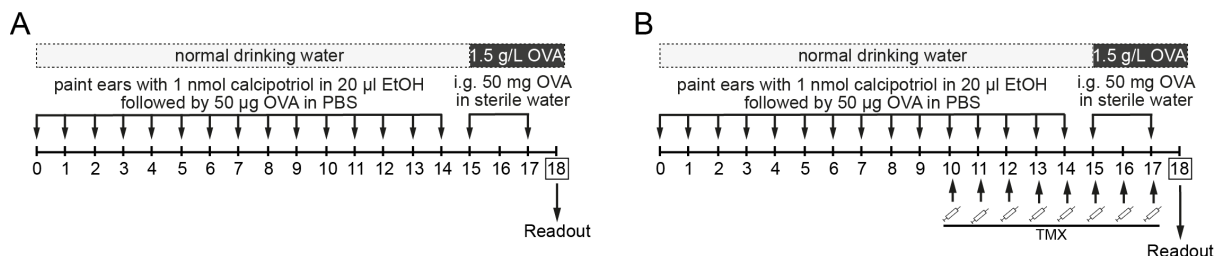 A
normal drinking water
1.5 g/L OVA
paint ears with 1 nmol calcipotriol in 20 µl EtOH
followed by 50 µg OVA in PBS
i.g. 50 mg OVA
in sterile water
0 1 2 3 4 5 6 7 8 9 10 11 12 13 14 15 16 17 18
Readout
B
normal drinking water
1.5 g/L OVA
paint ears with 1 nmol calcipotriol in 20 µl EtOH
followed by 50 µg OVA in PBS
i.g. 50 mg OVA
in sterile water
0 1 2 3 4 5 6 7 8 9 10 11 12 13 14 15 16 17 18
TMX
Readout